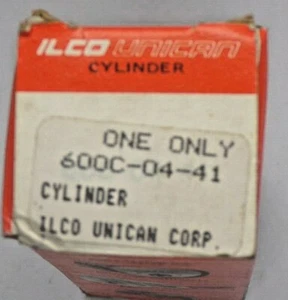 ILCO UNICAN
CYLINDER
ONE ONLY
600C-04-41
CYLINDER
ILCO UNICAN CORP.